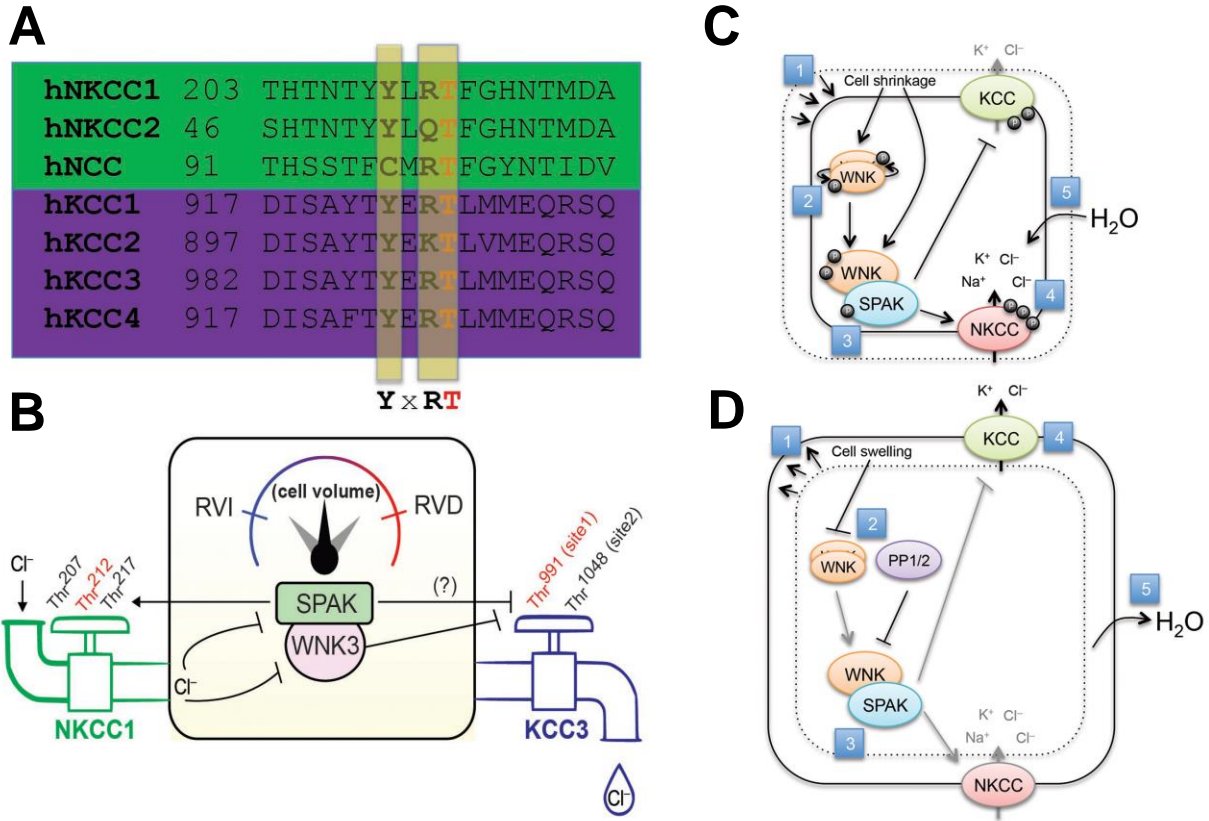 A
hNKCC1 203 THTNTYYLRTFGHNTMDA
hNKCC2 46 SHTNTYYLQTFGHNTMDA
hNCC 91 THSSTFCMRTFGYNTIDV
hKCC1 917 DISAYTYERTLMMEQRSQ
hKCC2 897 DISAYTYEKTLVMEQRSQ
hKCC3 982 DISAYTYERTLMMEQRSQ
hKCC4 917 DISAFTYERTLMMEQRSQ
YxRT
B
(cell volume)
RVI
RVD
Cl⁻
Thr²⁰⁷
Thr²¹²
Thr²¹⁷
(?)
Thr⁹⁹¹ (site1)
Thr¹⁰⁴⁸ (site2)
SPAK
WNK3
Cl⁻
NKCC1
KCC3
Cl⁻
C
K⁺ Cl⁻
1
Cell shrinkage
KCC
P
P
P
WNK
P
2
5
H₂O
P
WNK
P
K⁺ Cl⁻
Na⁺ Cl⁻
4
SPAK
P
P
P
P
NKCC
3
D
K⁺ Cl⁻
1
KCC
4
Cell swelling
2
WNK
PP1/2
5
H₂O
WNK
SPAK
K⁺ Cl⁻
3
Na⁺ Cl⁻
NKCC